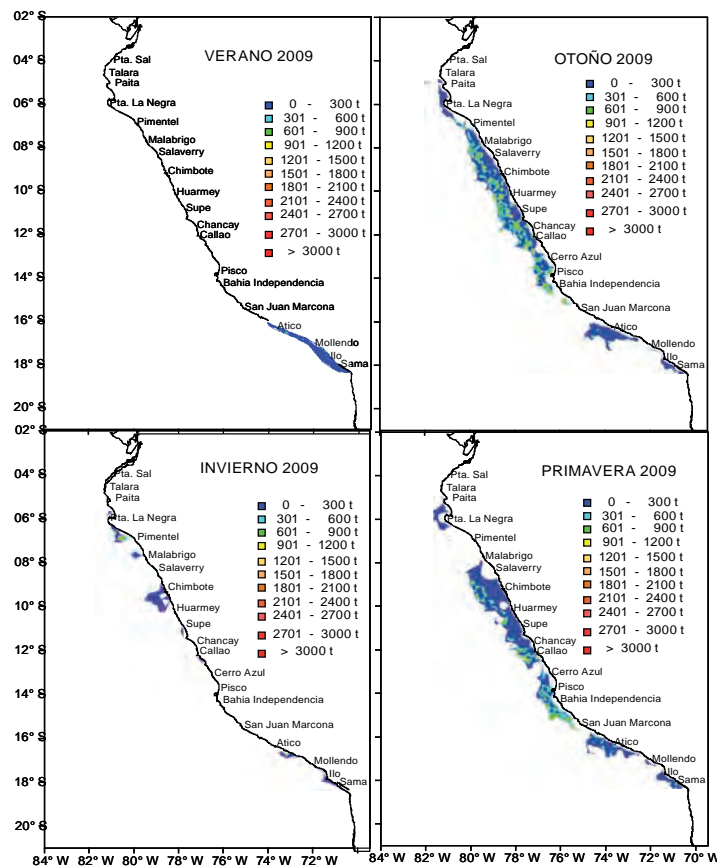 02° S
04° S
06° S
08° S
10° S
12° S
14° S
16° S
18° S
20° S
VERANO 2009
Pta. Sal
Talara
Paita
Pta. La Negra
Pimentel
Malabrigo
Salaverry
Chimbote
Huarmey
Supe
Chancay
Callao
Pisco
Bahia Independencia
San Juan Marcona
Atico
Mollendo
Ilo
Sama
0 - 300 t
301 - 600 t
601 - 900 t
901 - 1200 t
1201 - 1500 t
1501 - 1800 t
1801 - 2100 t
2101 - 2400 t
2401 - 2700 t
2701 - 3000 t
> 3000 t
OTOÑO 2009
Pta. Sal
Talara
Paita
Pta. La Negra
Pimentel
Malabrigo
Salaverry
Chimbote
Huarmey
Supe
Chancay
Callao
Cerro Azul
Pisco
Bahia Independencia
San Juan Marcona
Atico
Mollendo
Ilo
Sama
0 - 300 t
301 - 600 t
601 - 900 t
901 - 1200 t
1201 - 1500 t
1501 - 1800 t
1801 - 2100 t
2101 - 2400 t
2401 - 2700 t
2701 - 3000 t
> 3000 t
02° S
04° S
06° S
08° S
10° S
12° S
14° S
16° S
18° S
20° S
INVIERNO 2009
Pta. Sal
Talara
Paita
Pta. La Negra
Pimentel
Malabrigo
Salaverry
Chimbote
Huarmey
Supe
Chancay
Callao
Cerro Azul
Pisco
Bahia Independencia
San Juan Marcona
Atico
Mollendo
Ilo
Sama
0 - 300 t
301 - 600 t
601 - 900 t
901 - 1200 t
1201 - 1500 t
1501 - 1800 t
1801 - 2100 t
2101 - 2400 t
2401 - 2700 t
2701 - 3000 t
> 3000 t
PRIMAVERA 2009
Pta. Sal
Talara
Paita
Pta. La Negra
Pimentel
Malabrigo
Salaverry
Chimbote
Huarmey
Supe
Chancay
Callao
Cerro Azul
Pisco
Bahia Independencia
San Juan Marcona
Atico
Mollendo
Ilo
Sama
0 - 300 t
301 - 600 t
601 - 900 t
901 - 1200 t
1201 - 1500 t
1501 - 1800 t
1801 - 2100 t
2101 - 2400 t
2401 - 2700 t
2701 - 3000 t
> 3000 t
84° W 82° W 80° W 78° W 76° W 74° W 72° W 84° W 82° W 80° W 78° W 76° W 74° W 72° W 70° W